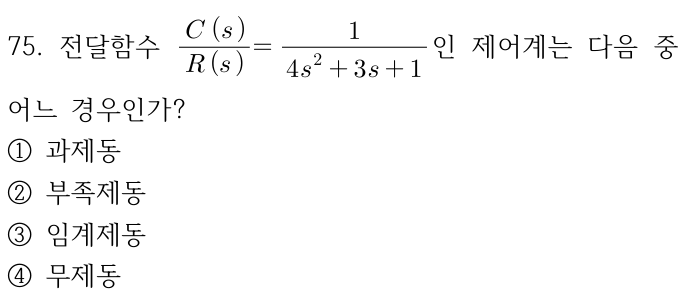 75. 전달함수 C(s)/R(s) = 1/(4s²+3s+1) 인 제어계는 다음 중
어느 경우인가?
① 과제동
② 부족제동
③ 임계제동
④ 무제동